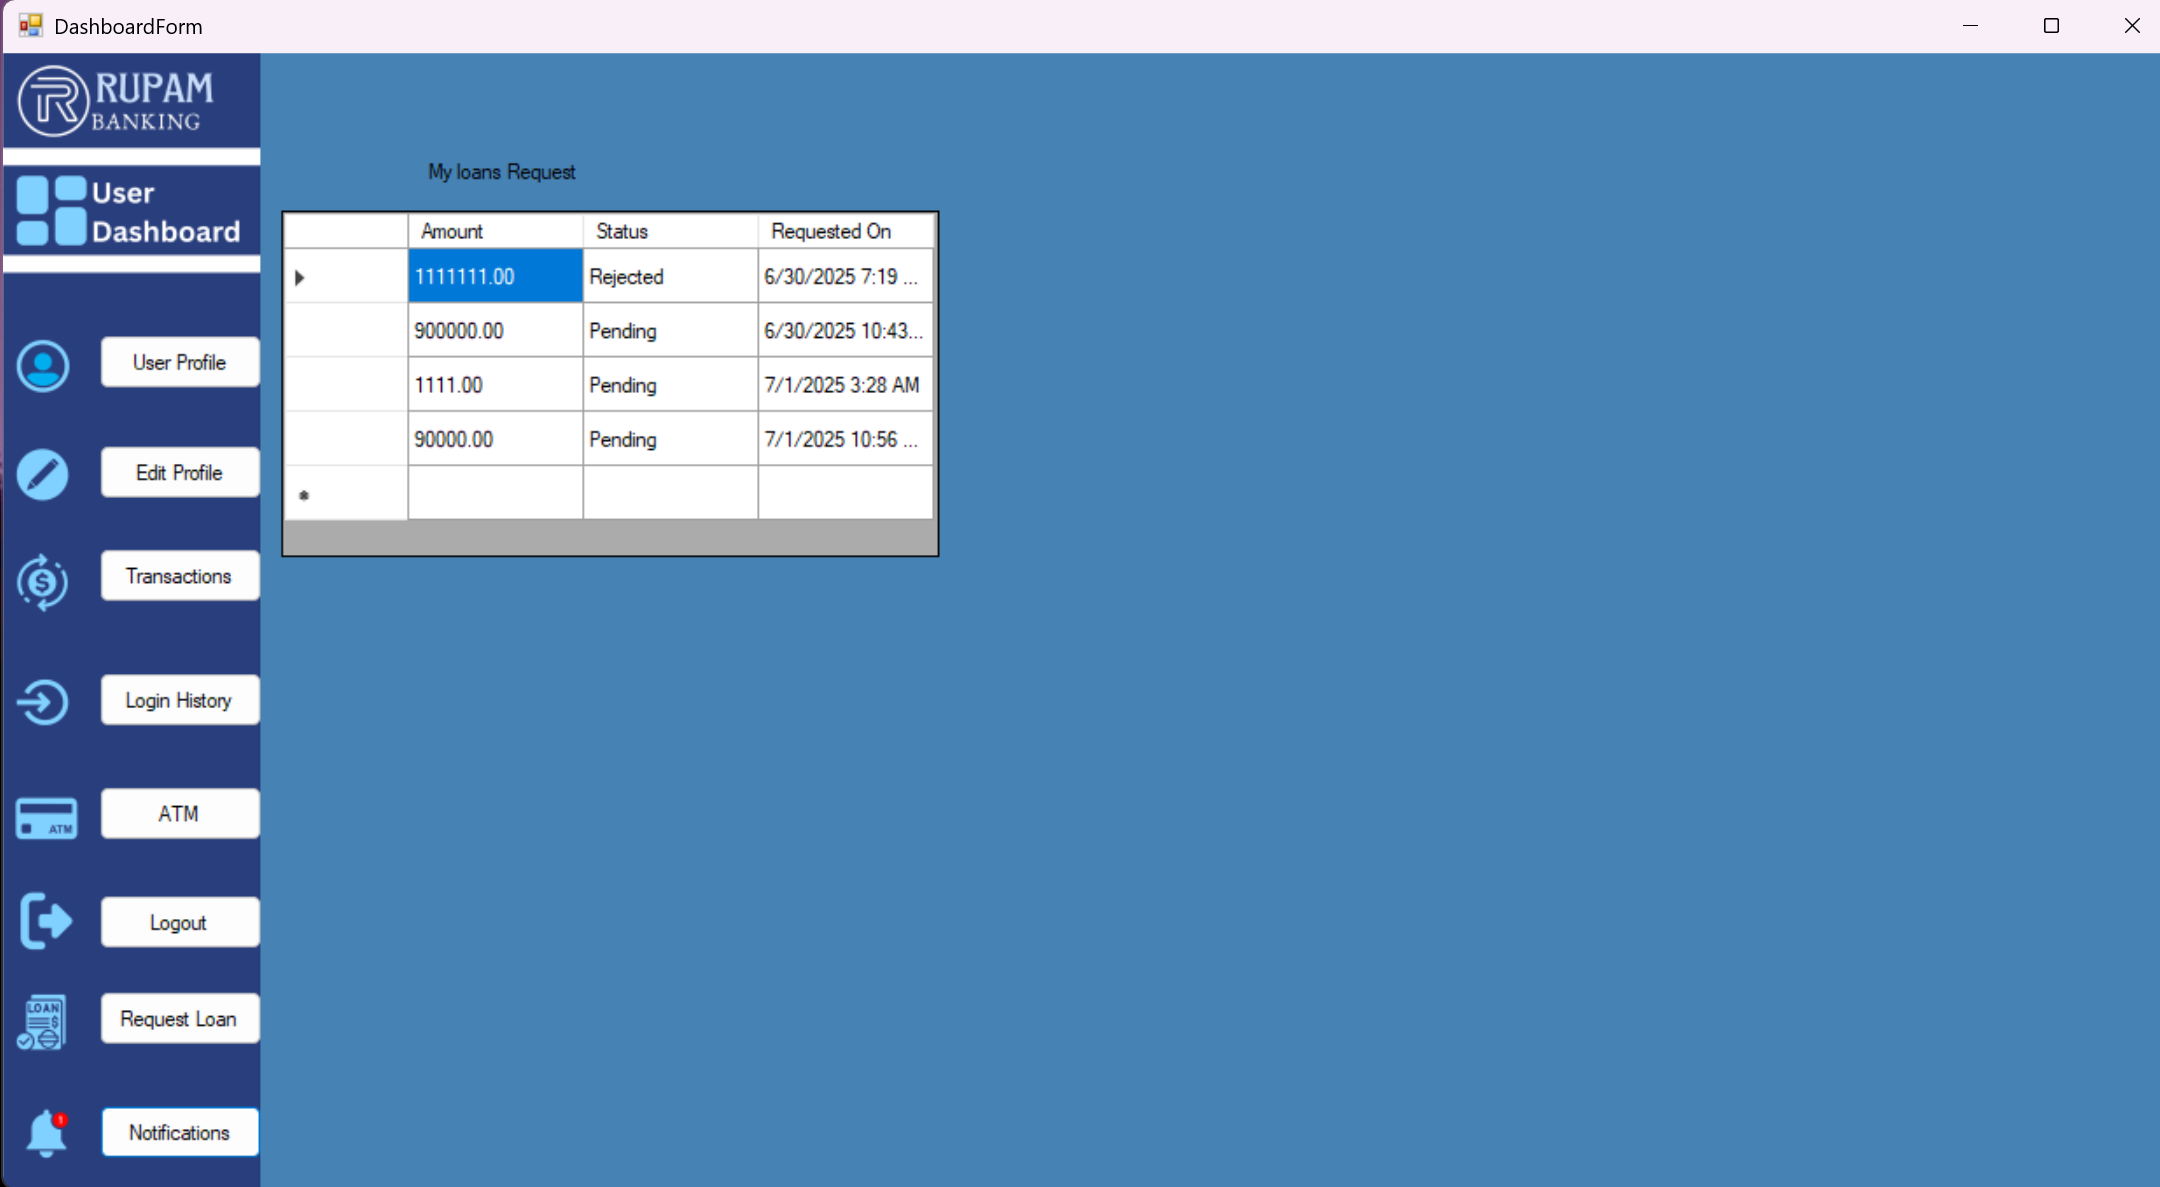 DashboardForm
RUPAM
BANKING
User
Dashboard
User Profile
Edit Profile
Transactions
Login History
ATM
ATM
Logout
LOAN
$
Request Loan
1
Notifications
My loans Request
Amount Status Requested On
1111111.00 Rejected 6/30/2025 7:19 ...
900000.00 Pending 6/30/2025 10:43...
1111.00 Pending 7/1/2025 3:28 AM
90000.00 Pending 7/1/2025 10:56 ...